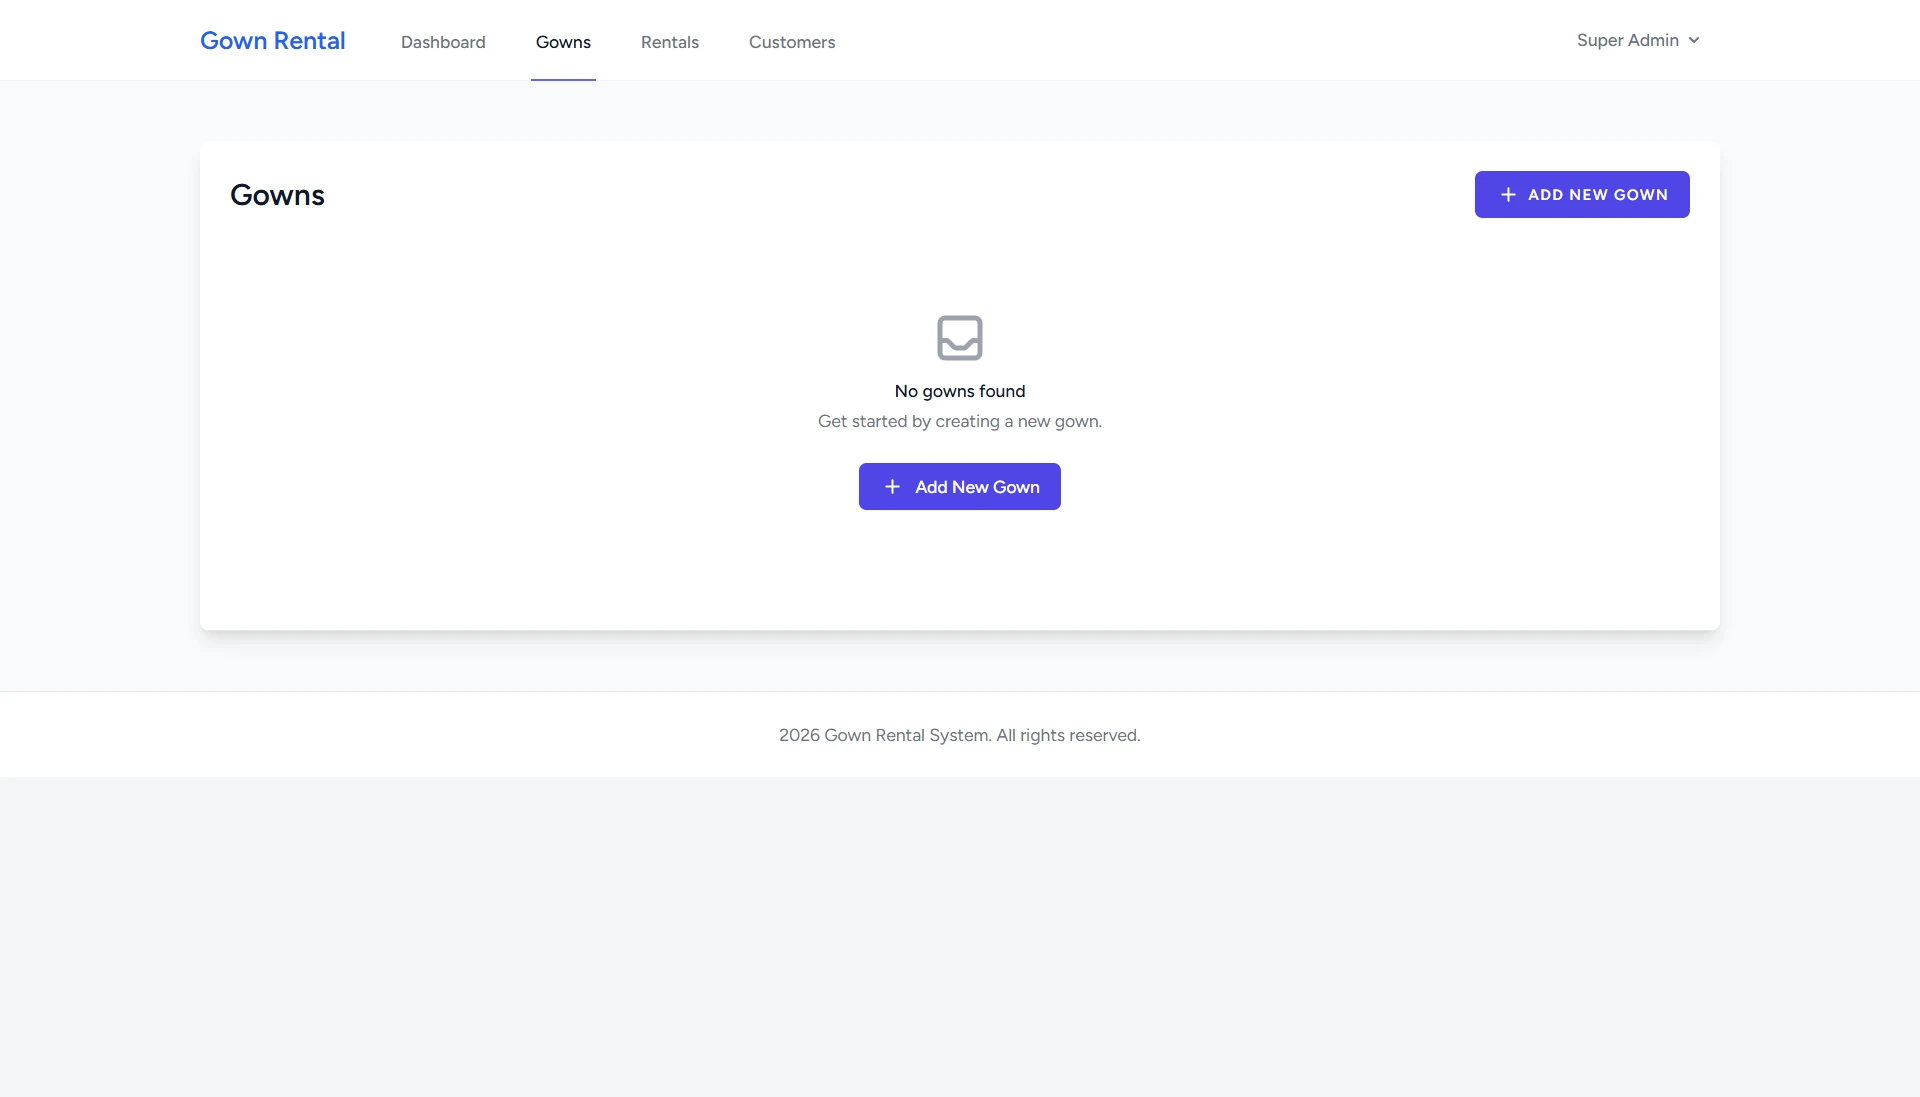 Gown Rental
Dashboard
Gowns
Rentals
Customers
Super Admin
Gowns
ADD NEW GOWN
No gowns found
Get started by creating a new gown.
Add New Gown
2026 Gown Rental System. All rights reserved.